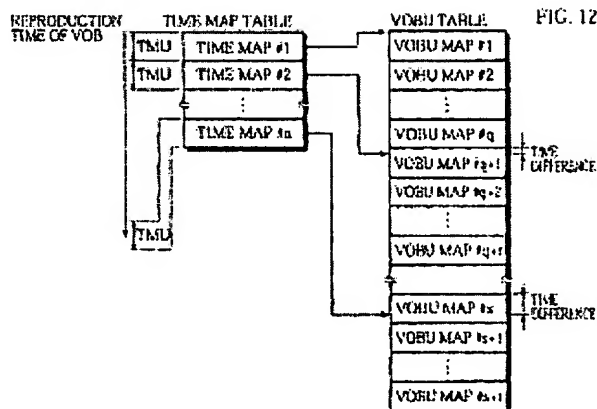 FIG. 12
REPRODUCTION
TIME OF VOB
TIME MAP TABLE
TMU TIME MAP #1
TMU TIME MAP #2
⋮
TIME MAP #n
TMU
VOBU TABLE
VOBU MAP #1
VOBU MAP #2
⋮
VOBU MAP #q
VOBU MAP #q+1
VOBU MAP #q+2
⋮
VOBU MAP #q+r
VOBU MAP #s
VOBU MAP #s+1
⋮
TIME
DIFFERENCE
TIME
DIFFERENCE